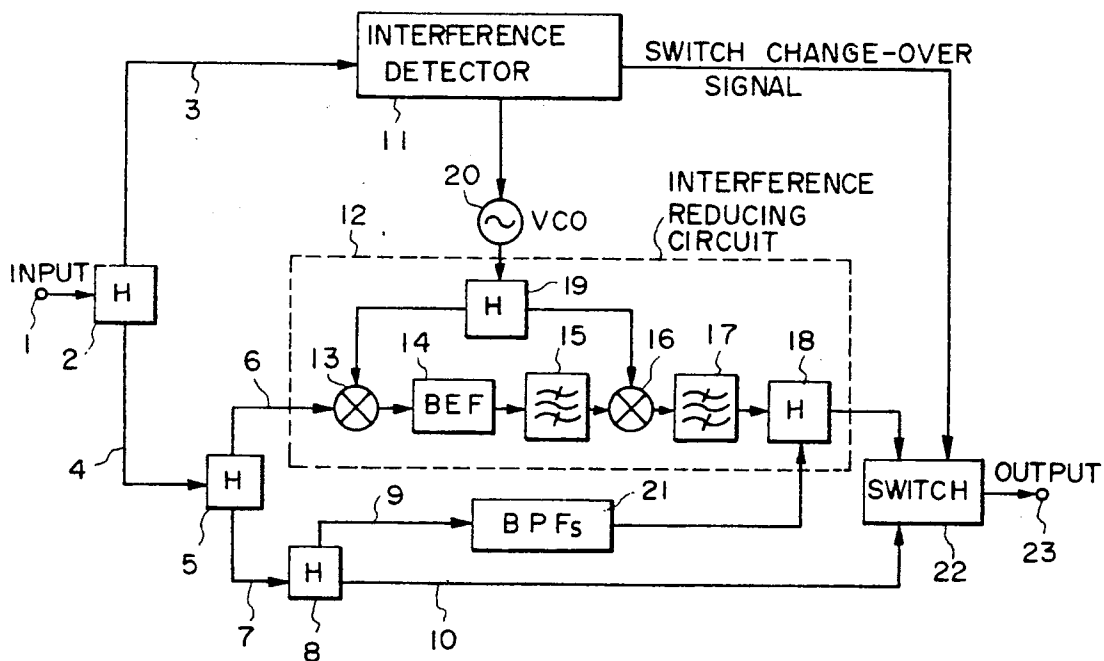 INTERFERENCE
DETECTOR
SWITCH CHANGE-OVER
SIGNAL
3
11
20
VCO
INTERFERENCE
REDUCING
CIRCUIT
12
INPUT
H
1
2
H
19
6
13
14
15
16
17
18
BEF
H
4
H
5
9
21
BPFs
SWITCH
OUTPUT
22
23
7
H
8
10